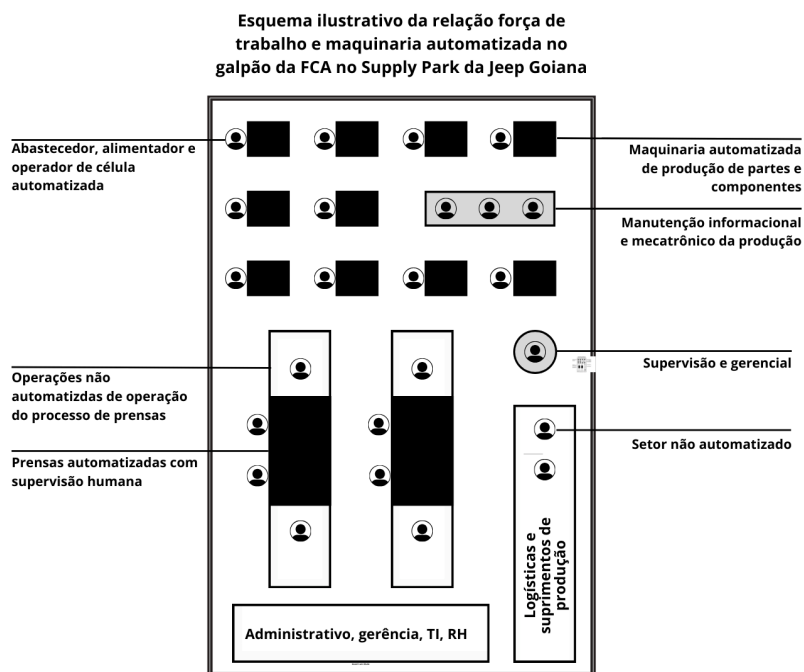 Esquema ilustrativo da relação força de
trabalho e maquinaria automatizada no
galpão da FCA no Supply Park da Jeep Goiana
Abastecedor, alimentador e
operador de célula
automatizada
Maquinaria automatizada
de produção de partes e
componentes
Manutenção informacional
e mecatrônico da produção
Operações não
automatizdas de operação
do processo de prensas
Supervisão e gerencial
Prensas automatizadas com
supervisão humana
Setor não automatizado
Logísticas e
suprimentos de
produção
Administrativo, gerência, TI, RH